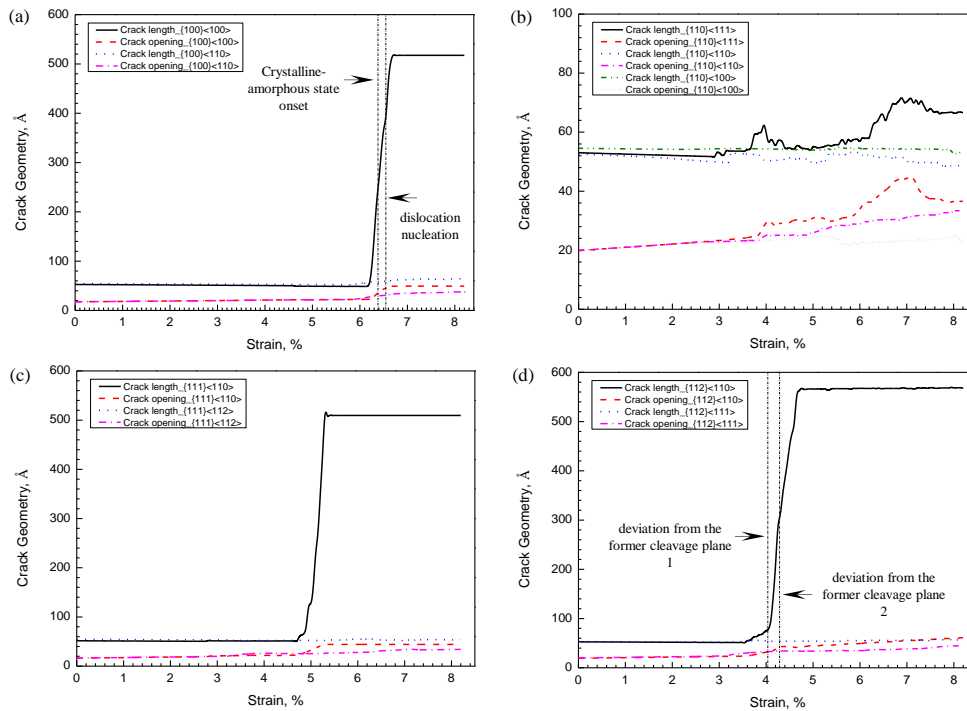 (a)
600
500
400
300
200
100
0
Crack Geometry, Å
Crack length_{100}<100>
Crack opening_{100}<100>
Crack length_{100}<110>
Crack opening_{100}<110>
Crystalline-
amorphous state
onset
dislocation
nucleation
0 1 2 3 4 5 6 7 8
Strain, %
(b)
100
80
60
40
20
0
Crack Geometry, Å
Crack length_{110}<111>
Crack opening_{110}<111>
Crack length_{110}<110>
Crack opening_{110}<110>
Crack length_{110}<100>
Crack opening_{110}<100>
0 1 2 3 4 5 6 7 8
Strain, %
(c)
600
500
400
300
200
100
0
Crack Geometry, Å
Crack length_{111}<110>
Crack opening_{111}<110>
Crack length_{111}<112>
Crack opening_{111}<112>
0 1 2 3 4 5 6 7 8
Strain, %
(d)
600
500
400
300
200
100
0
Crack Geometry, Å
Crack length_{112}<110>
Crack opening_{112}<110>
Crack length_{112}<111>
Crack opening_{112}<111>
deviation from the
former cleavage plane
1
deviation from the
former cleavage plane
2
0 1 2 3 4 5 6 7 8
Strain, %